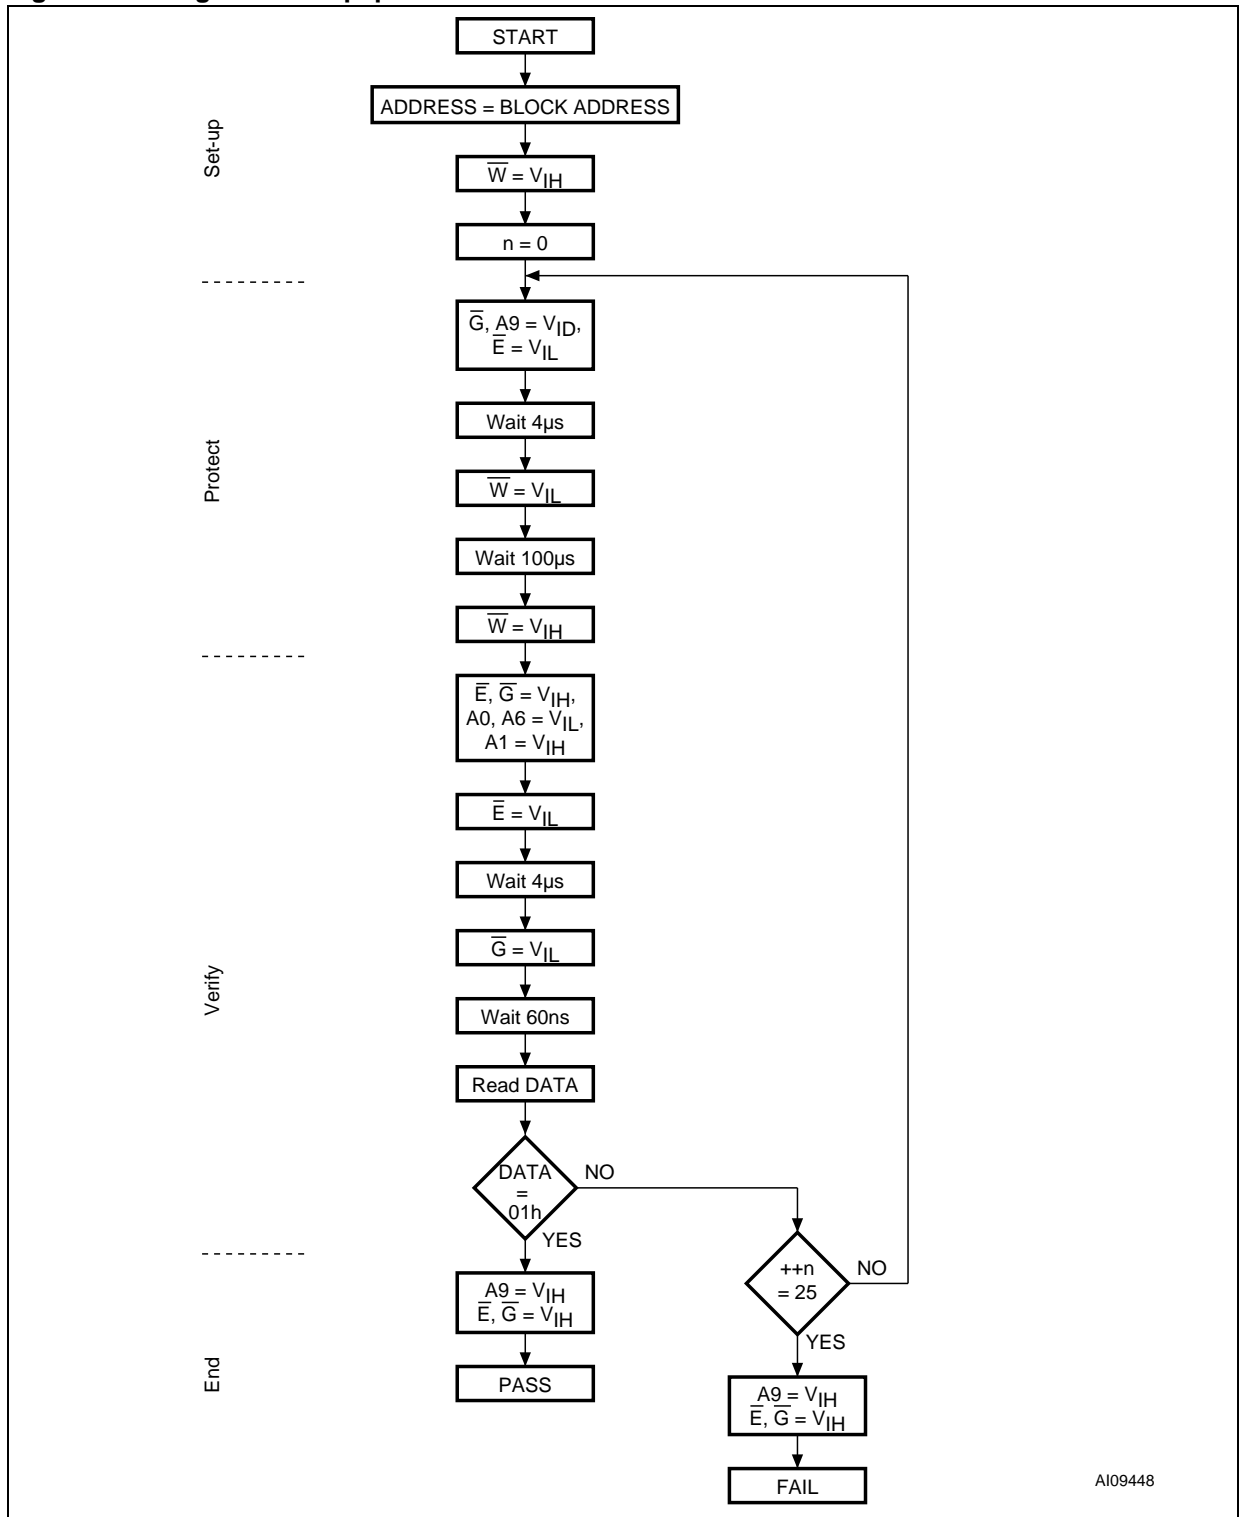 START
ADDRESS = BLOCK ADDRESS
Set-up
W̅ = VIH
n = 0
G̅, A9 = VID,
E̅ = VIL
Wait 4µs
Protect
W̅ = VIL
Wait 100µs
W̅ = VIH
E̅, G̅ = VIH,
A0, A6 = VIL,
A1 = VIH
E̅ = VIL
Wait 4µs
G̅ = VIL
Verify
Wait 60ns
Read DATA
DATA
=
01h
NO
YES
++n
= 25
NO
YES
A9 = VIH
E̅, G̅ = VIH
End
PASS
A9 = VIH
E̅, G̅ = VIH
FAIL
AI09448